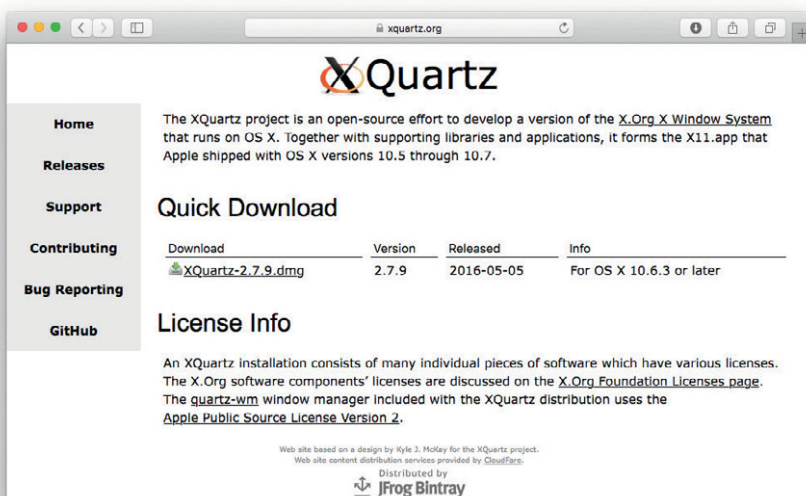 xquartz.org
XQuartz
Home
Releases
Support
Contributing
Bug Reporting
GitHub
The XQuartz project is an open-source effort to develop a version of the X.Org X Window System
that runs on OS X. Together with supporting libraries and applications, it forms the X11.app that
Apple shipped with OS X versions 10.5 through 10.7.
Quick Download
Download Version Released Info
XQuartz-2.7.9.dmg 2.7.9 2016-05-05 For OS X 10.6.3 or later
License Info
An XQuartz installation consists of many individual pieces of software which have various licenses.
The X.Org software components' licenses are discussed on the X.Org Foundation Licenses page.
The quartz-wm window manager included with the XQuartz distribution uses the
Apple Public Source License Version 2.
Web site based on a design by Kyle J. McKay for the XQuartz project.
Web site content distribution services provided by CloudFlare.
Distributed by
JFrog Bintray